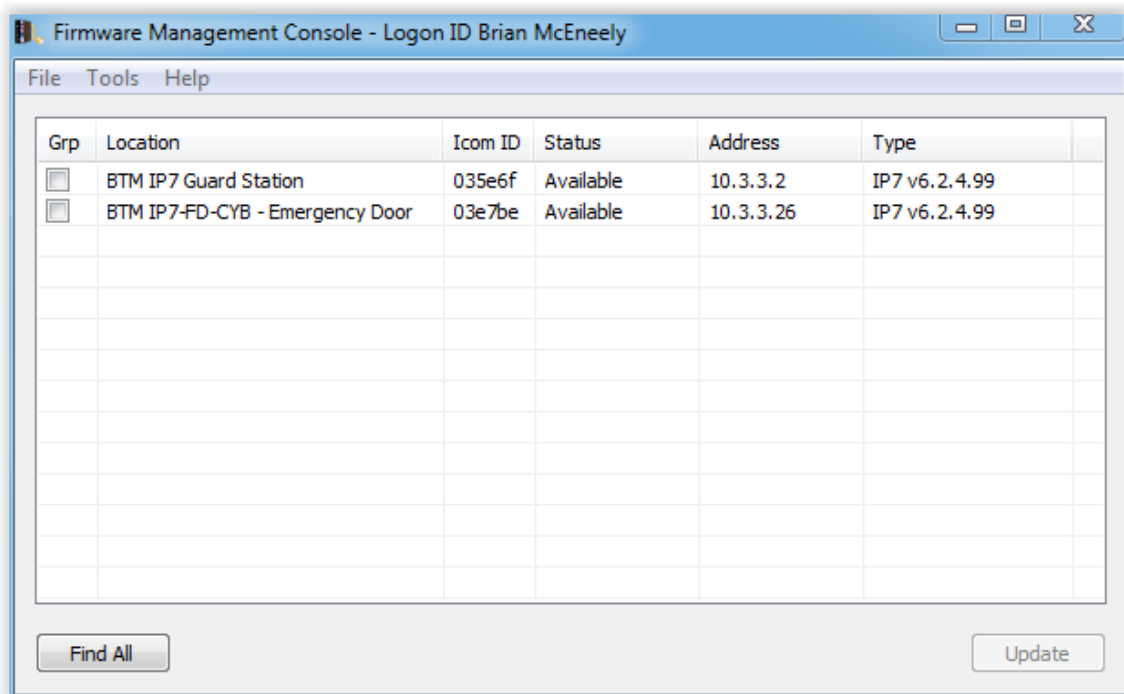 Firmware Management Console - Logon ID Brian McEneely
File Tools Help
Grp Location Icom ID Status Address Type
BTM IP7 Guard Station 035e6f Available 10.3.3.2 IP7 v6.2.4.99
BTM IP7-FD-CYB - Emergency Door 03e7be Available 10.3.3.26 IP7 v6.2.4.99
Find All Update